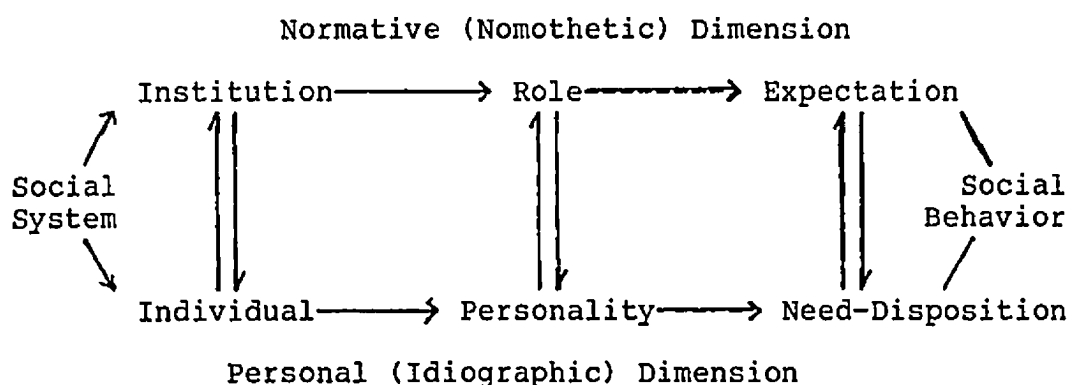 Normative (Nomothetic) Dimension
Institution Role Expectation
Social System
Social Behavior
Individual Personality Need-Disposition
Personal (Idiographic) Dimension